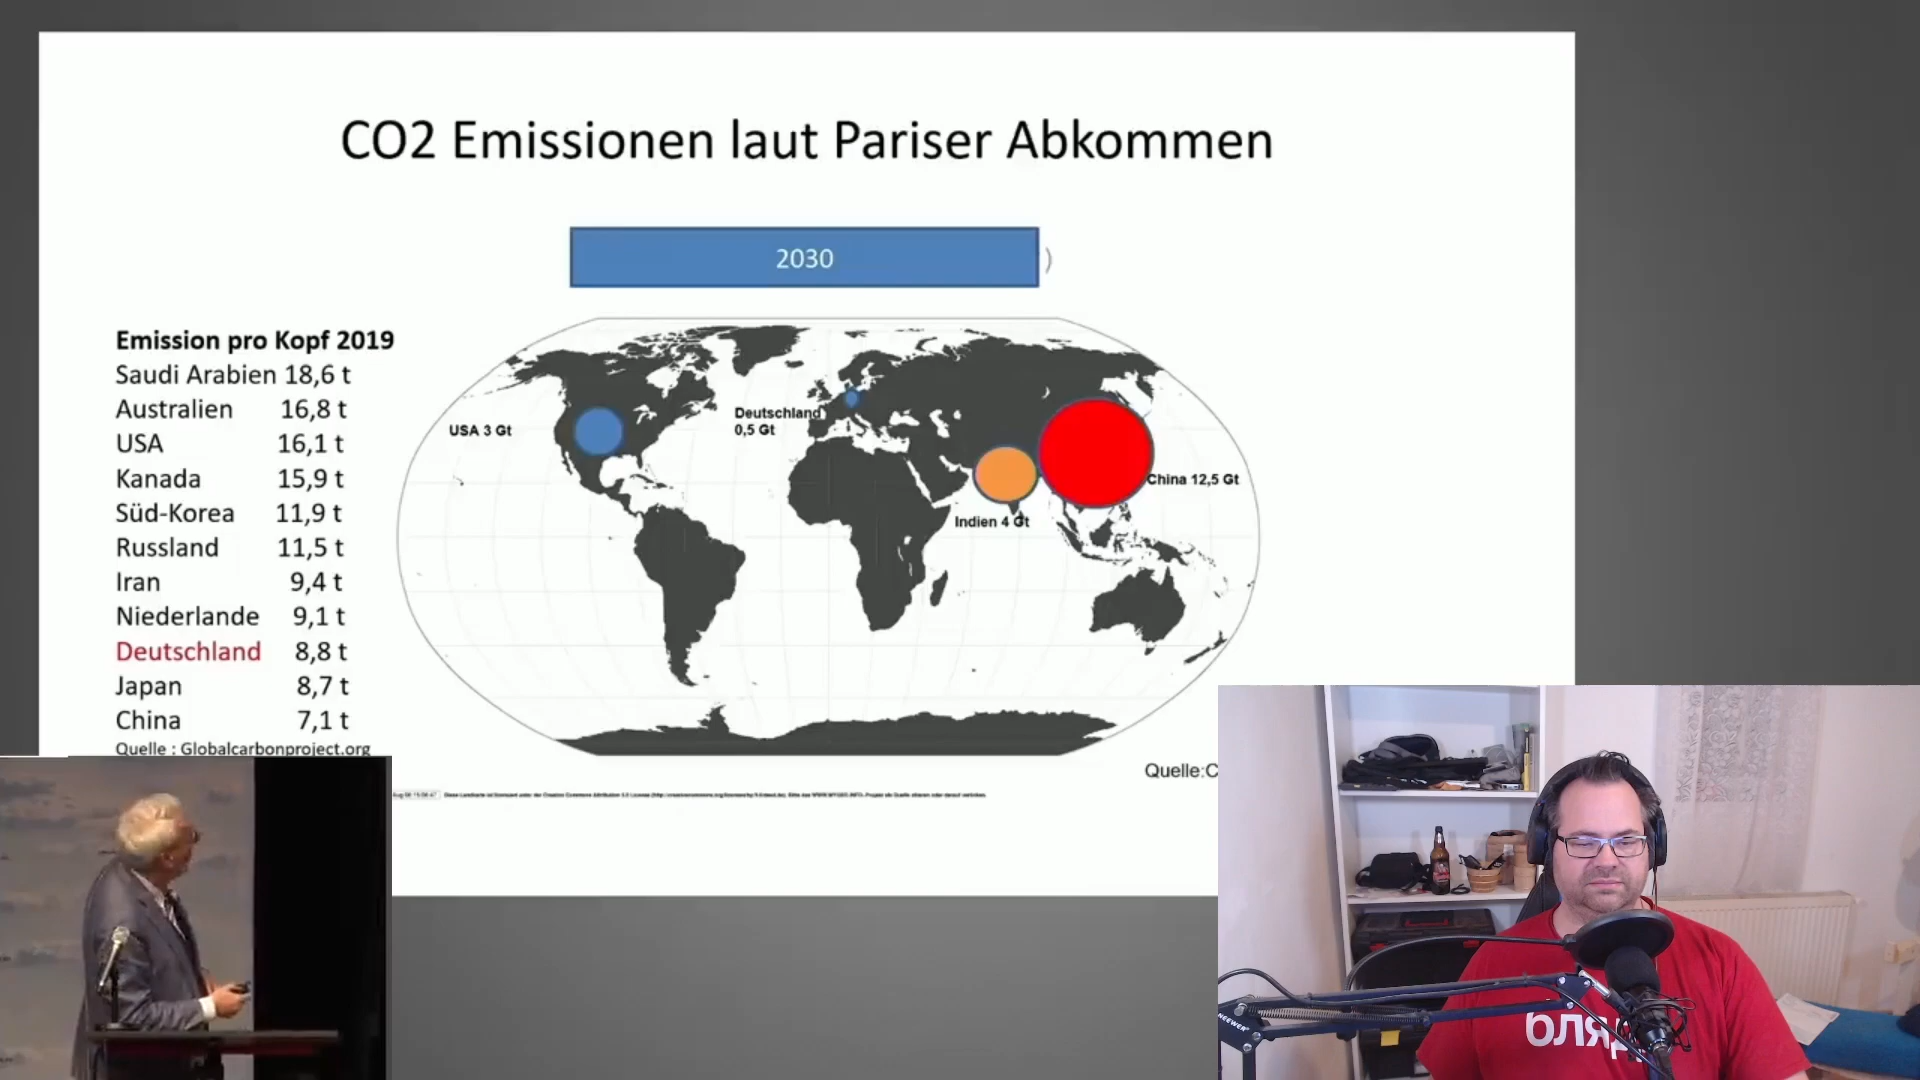 CO2 Emissionen laut Pariser Abkommen
2030
)
Emission pro Kopf 2019
Saudi Arabien 18,6 t
Australien 16,8 t
USA 16,1 t
Kanada 15,9 t
Süd-Korea 11,9 t
Russland 11,5 t
Iran 9,4 t
Niederlande 9,1 t
Deutschland 8,8 t
Japan 8,7 t
China 7,1 t
Quelle : Globalcarbonproject.org
USA 3 Gt
Deutschland
0,5 Gt
Indien 4 Gt
China 12,5 Gt
Quelle:C
NEEWER